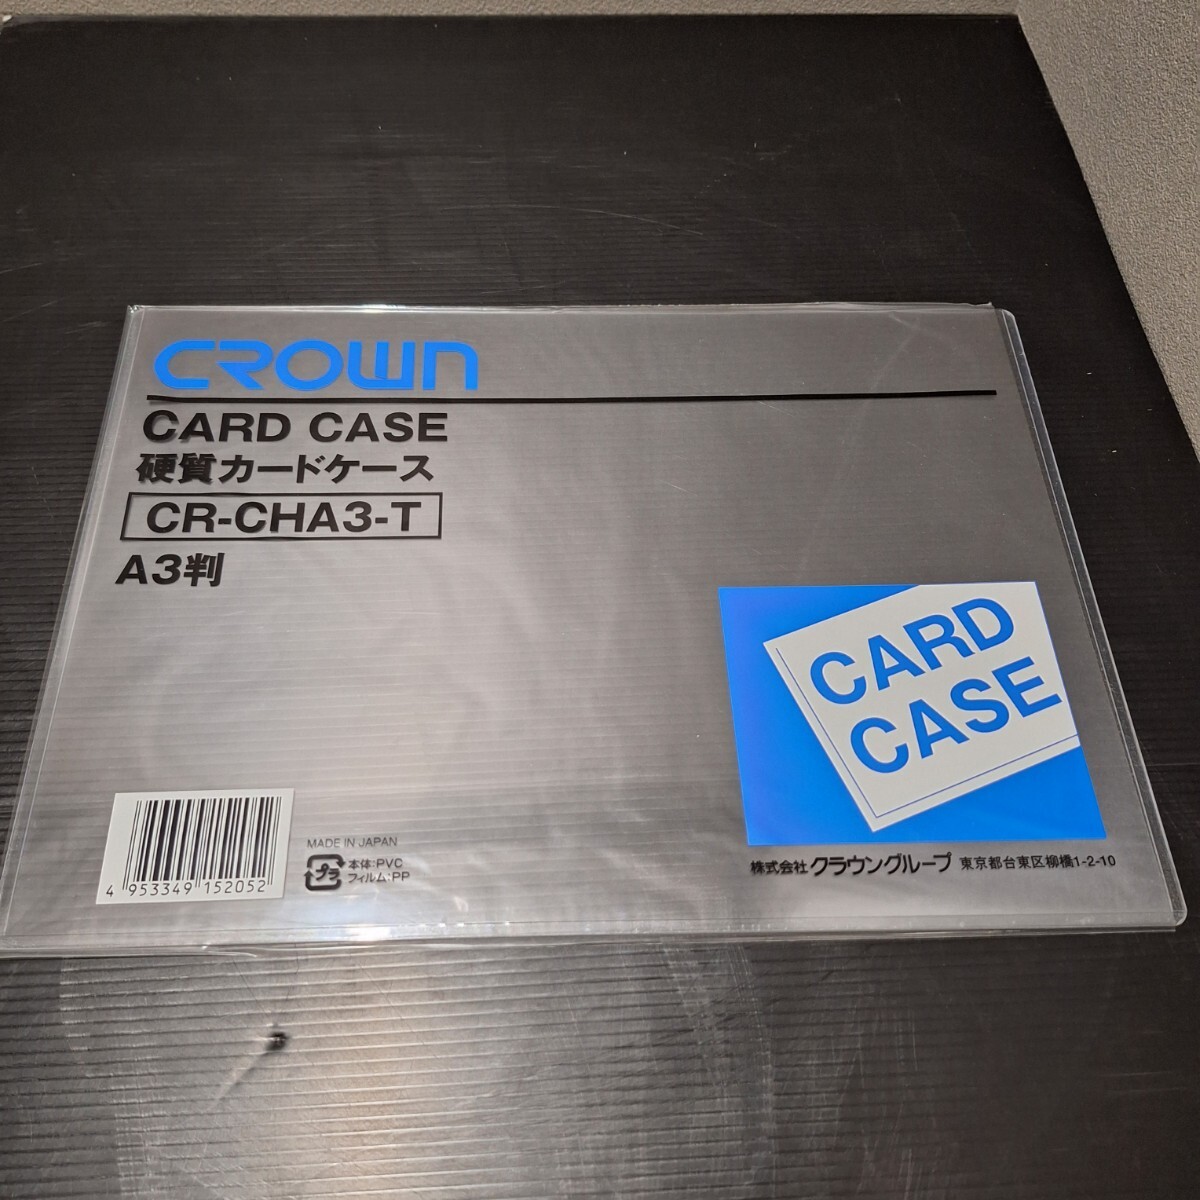 CROWN
CARD CASE
硬質カードケース
CR-CHA3-T
A3判
CARD
CASE
株式会社クラウングループ 東京都台東区柳橋1-2-10
4 953349 152052
MADE IN JAPAN
プラ
本体:PVC
フィルム:PP